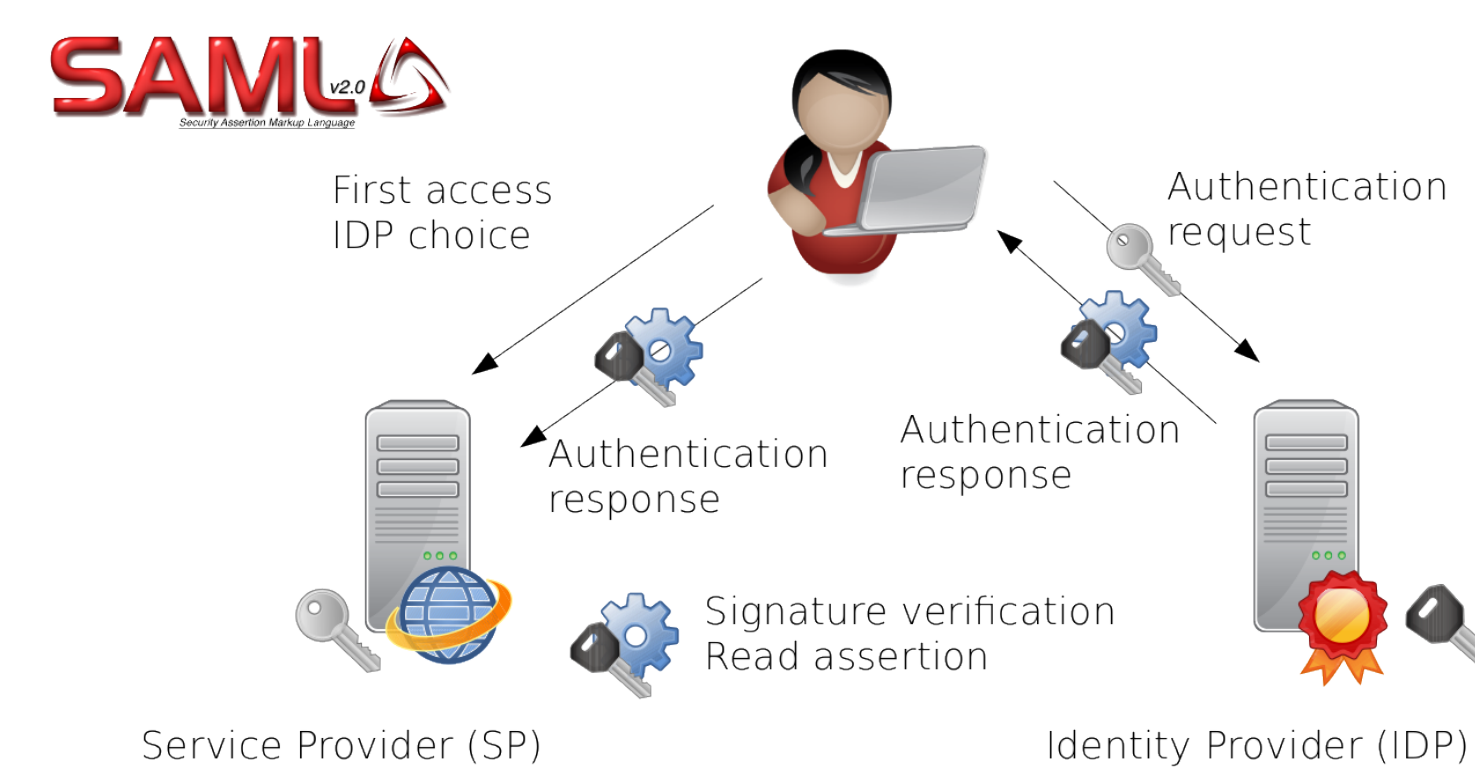 SAML v2.0
Security Assertion Markup Language
First access
IDP choice
Authentication
request
Authentication
response
Authentication
response
Signature verification
Read assertion
Service Provider (SP)
Identity Provider (IDP)